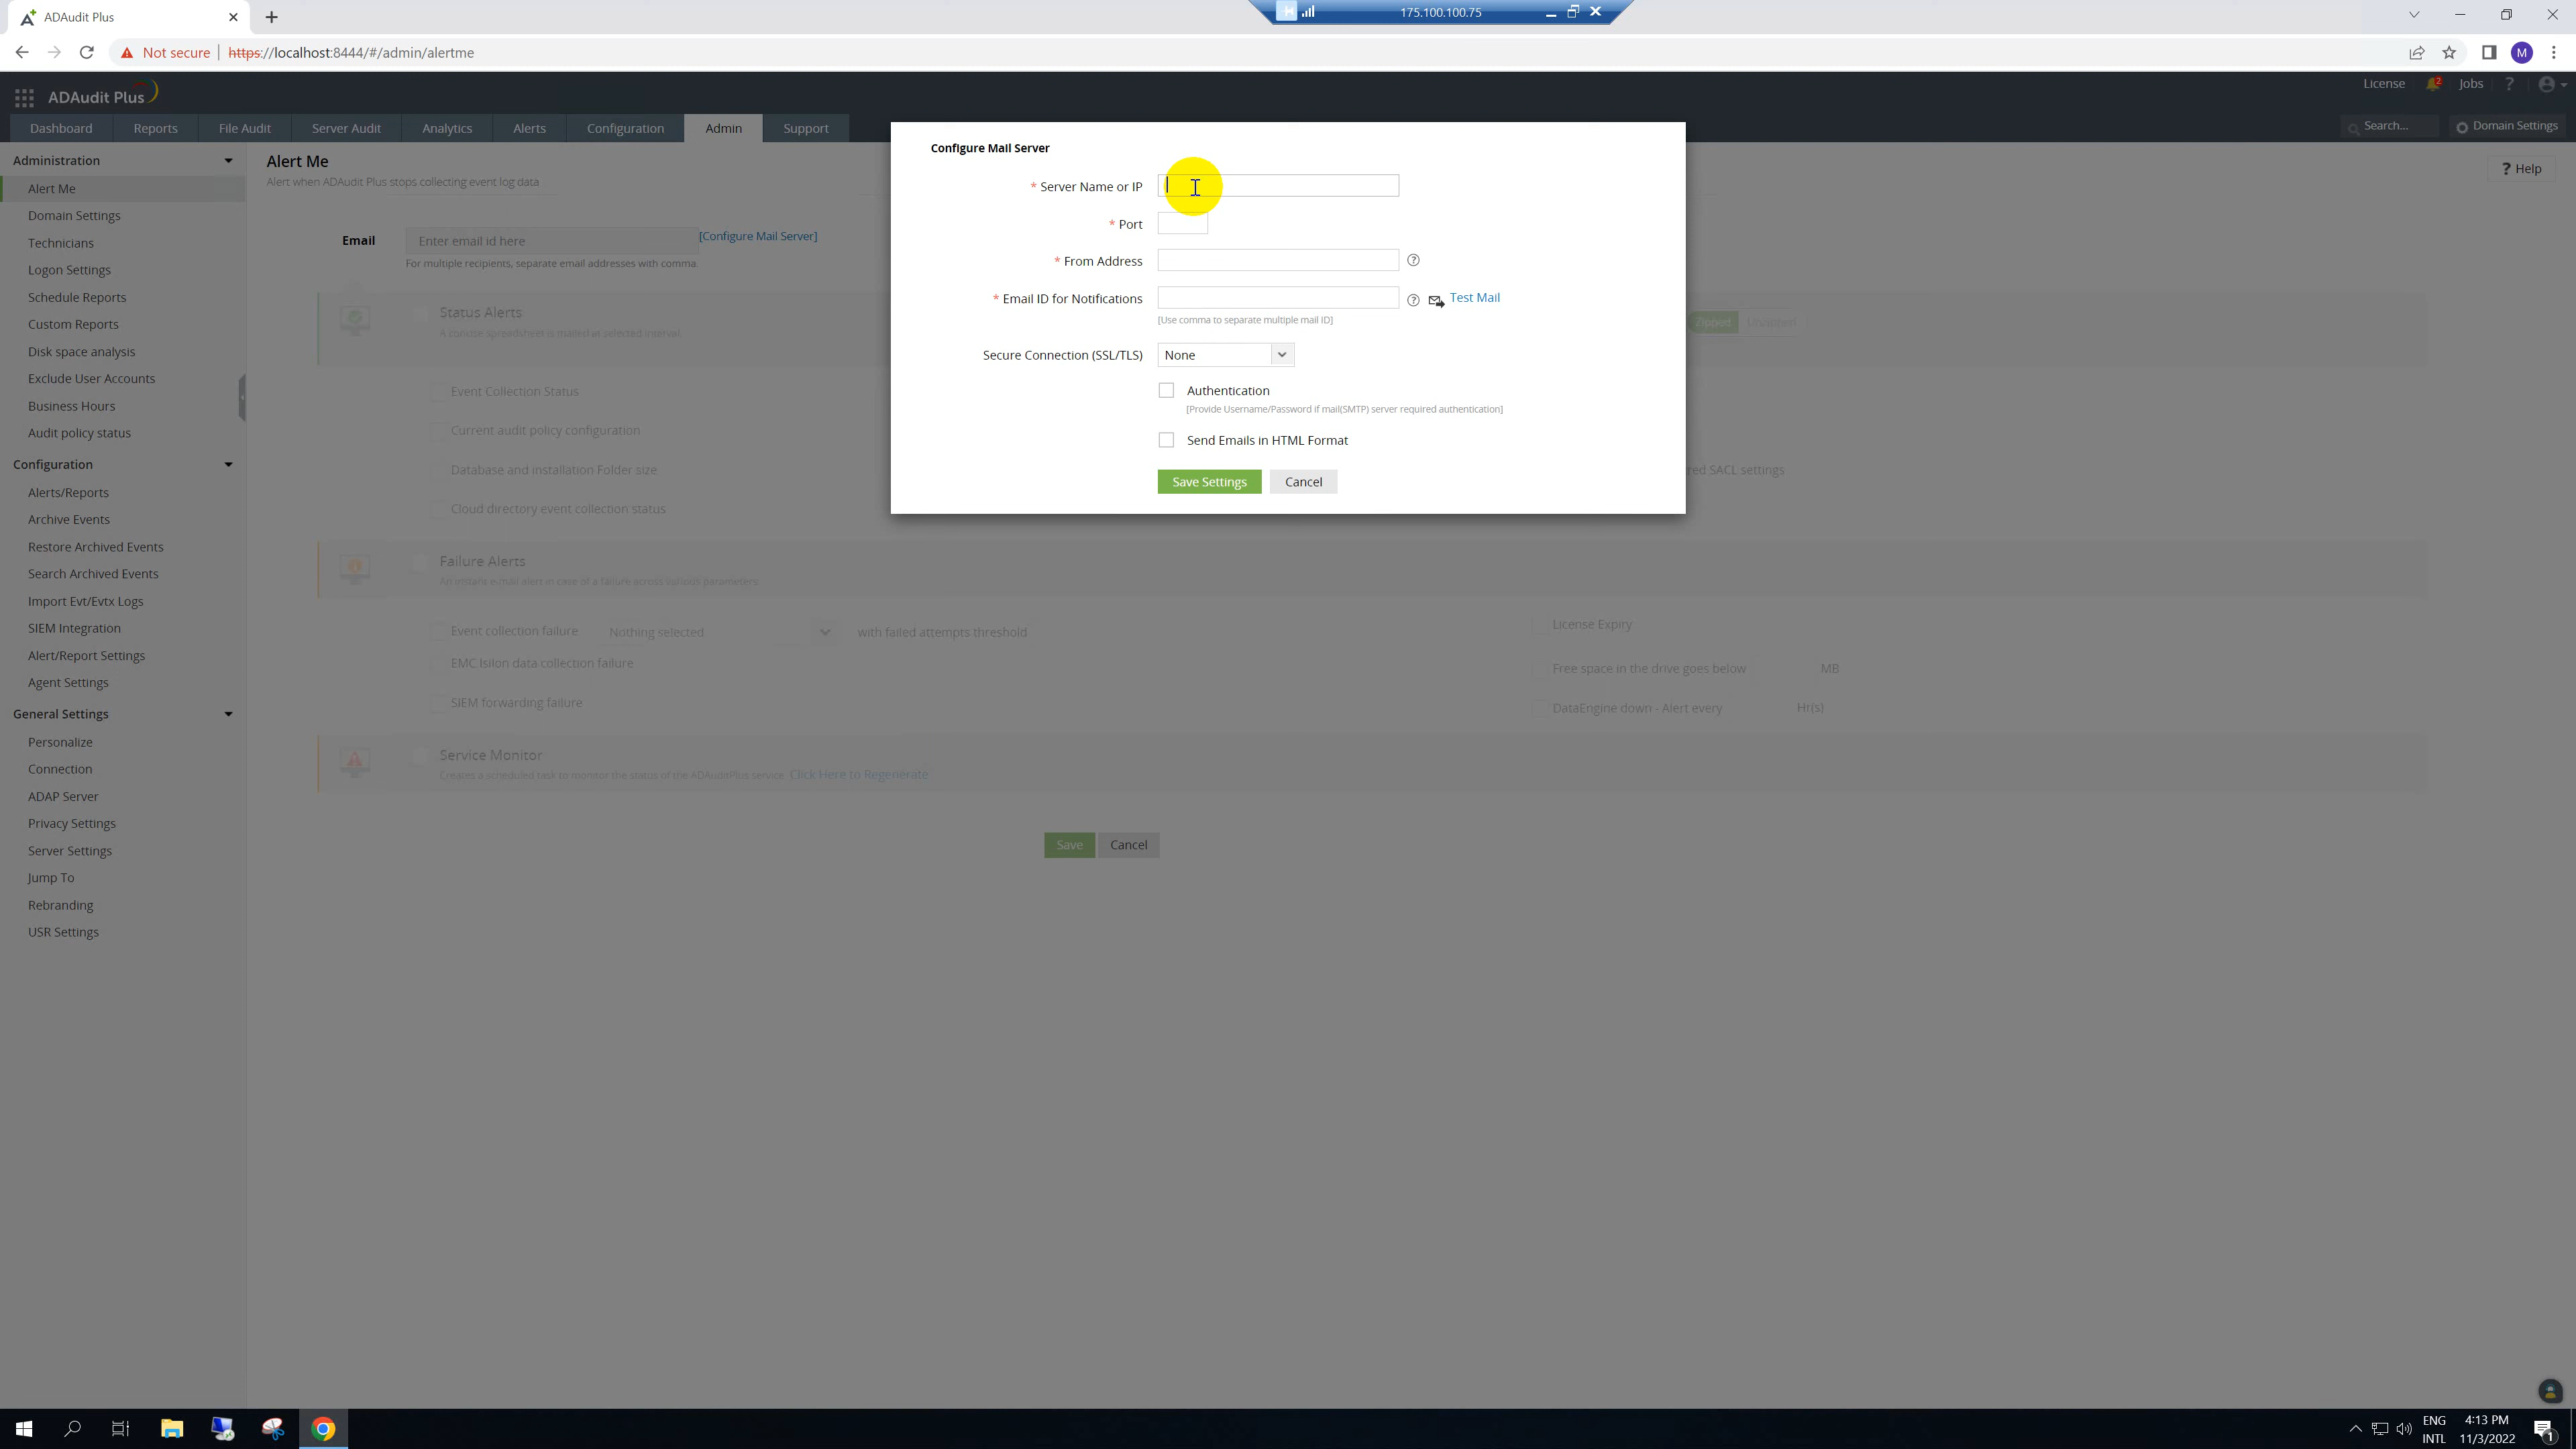 ADAudit Plus
175.100.100.75
Not secure
https://localhost:8444/#/admin/alertme
M
ADAudit Plus
License
2
Jobs
?
Dashboard
Reports
File Audit
Server Audit
Analytics
Alerts
Configuration
Admin
Support
Search...
Domain Settings
Administration
Alert Me
Domain Settings
Technicians
Logon Settings
Schedule Reports
Custom Reports
Disk space analysis
Exclude User Accounts
Business Hours
Audit policy status
Configuration
Alerts/Reports
Archive Events
Restore Archived Events
Search Archived Events
Import Evt/Evtx Logs
SIEM Integration
Alert/Report Settings
Agent Settings
General Settings
Personalize
Connection
ADAP Server
Privacy Settings
Server Settings
Jump To
Rebranding
USR Settings
Alert Me
Alert when ADAudit Plus stops collecting event log data
? Help
Email
Enter email id here
[Configure Mail Server]
For multiple recipients, separate email addresses with comma.
Status Alerts
A concise spreadsheet is mailed at selected interval.
Zipped
Unzipped
Event Collection Status
Current audit policy configuration
Database and installation Folder size
red SACL settings
Cloud directory event collection status
Failure Alerts
An instant e-mail alert in case of a failure across various parameters
Event collection failure
Nothing selected
with failed attempts threshold
License Expiry
EMC Isilon data collection failure
Free space in the drive goes below
MB
SIEM forwarding failure
DataEngine down - Alert every
Hr(s)
Service Monitor
Creates a scheduled task to monitor the status of the ADAuditPlus service. Click Here to Regenerate
Save
Cancel
Configure Mail Server
* Server Name or IP
* Port
* From Address
?
* Email ID for Notifications
?
Test Mail
[Use comma to separate multiple mail ID]
Secure Connection (SSL/TLS)
None
Authentication
[Provide Username/Password if mail(SMTP) server required authentication]
Send Emails in HTML Format
Save Settings
Cancel
ENG
INTL
4:13 PM
11/3/2022
1